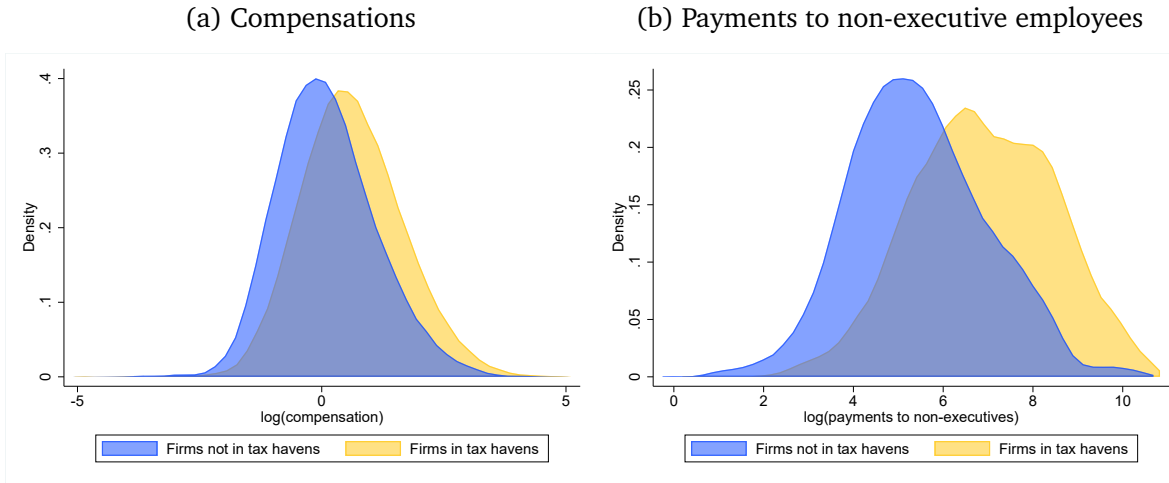 (a) Compensations
(b) Payments to non-executive employees
Density
.4
.3
.2
.1
0
-5
0
5
log(compensation)
Firms not in tax havens
Firms in tax havens
Density
.25
.2
.15
.1
.05
0
0
2
4
6
8
10
log(payments to non-executives)
Firms not in tax havens
Firms in tax havens